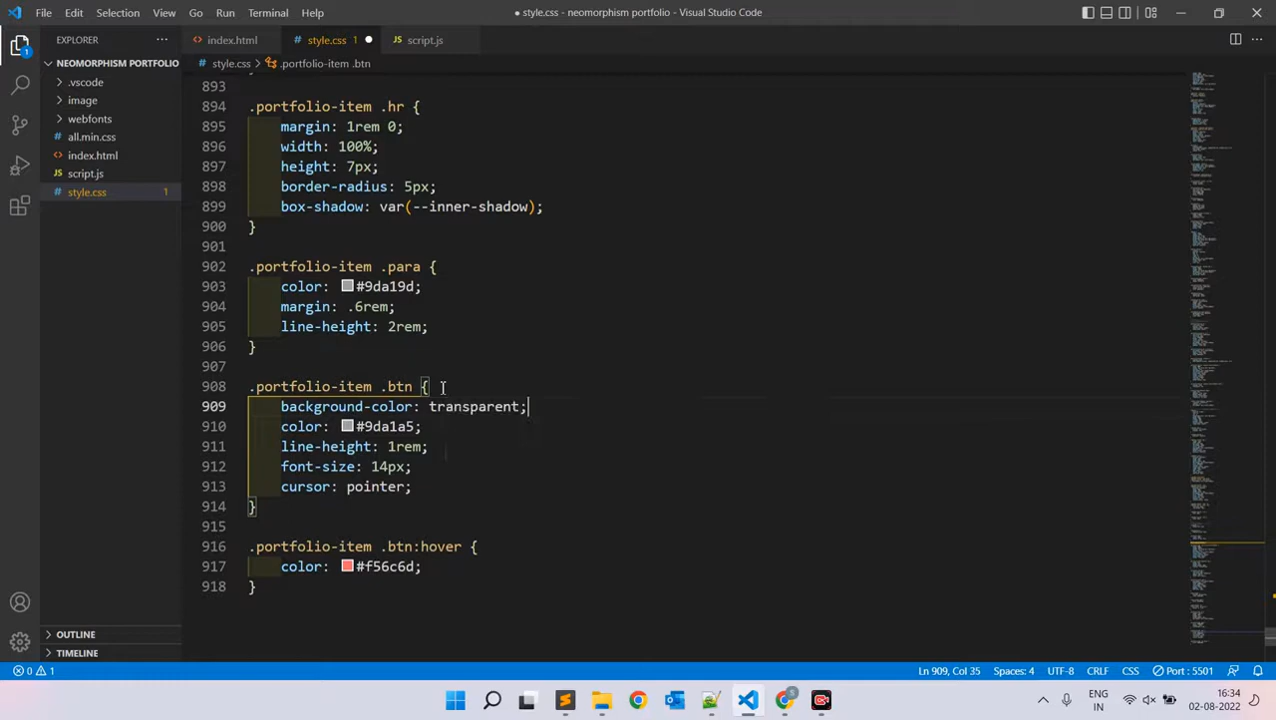 File Edit Selection View Go Run Terminal Help
● style.css - neomorphism portfolio - Visual Studio Code
EXPLORER
NEOMORPHISM PORTFOLIO
.vscode
image
webfonts
all.min.css
index.html
script.js
style.css 1
OUTLINE
TIMELINE
index.html style.css 1 script.js
style.css > .portfolio-item .btn
893
894 .portfolio-item .hr {
895 margin: 1rem 0;
896 width: 100%;
897 height: 7px;
898 border-radius: 5px;
899 box-shadow: var(--inner-shadow);
900 }
901
902 .portfolio-item .para {
903 color: #9da19d;
904 margin: .6rem;
905 line-height: 2rem;
906 }
907
908 .portfolio-item .btn {
909 background-color: transparent;
910 color: #9da1a5;
911 line-height: 1rem;
912 font-size: 14px;
913 cursor: pointer;
914 }
915
916 .portfolio-item .btn:hover {
917 color: #f56c6d;
918 }
0 1 Ln 909, Col 35 Spaces: 4 UTF-8 CRLF CSS Port : 5501
ENG
IN
16:34
02-08-2022